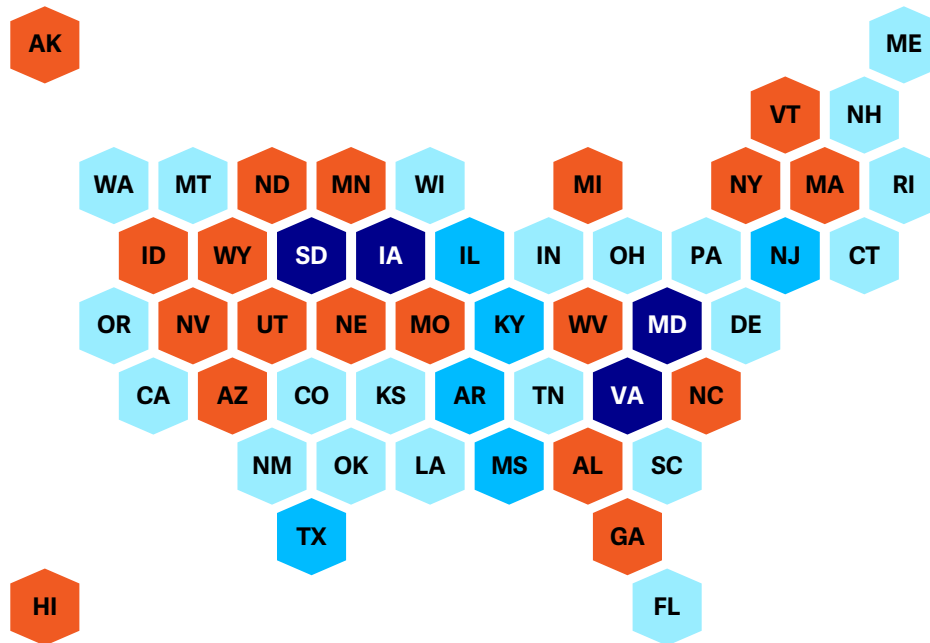 AK ME
VT NH
WA MT ND MN WI MI NY MA RI
ID WY SD IA IL IN OH PA NJ CT
OR NV UT NE MO KY WV MD DE
CA AZ CO KS AR TN VA NC
NM OK LA MS AL SC
TX GA
HI FL